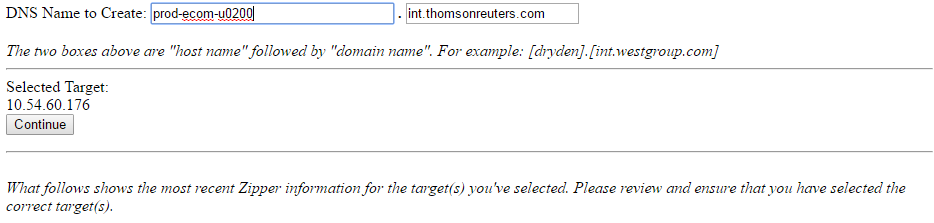 DNS Name to Create: prod-ecom-u0200 . int.thomsonreuters.com
The two boxes above are "host name" followed by "domain name". For example: [dryden].[int.westgroup.com]
Selected Target:
10.54.60.176
Continue
What follows shows the most recent Zipper information for the target(s) you've selected. Please review and ensure that you have selected the
correct target(s).